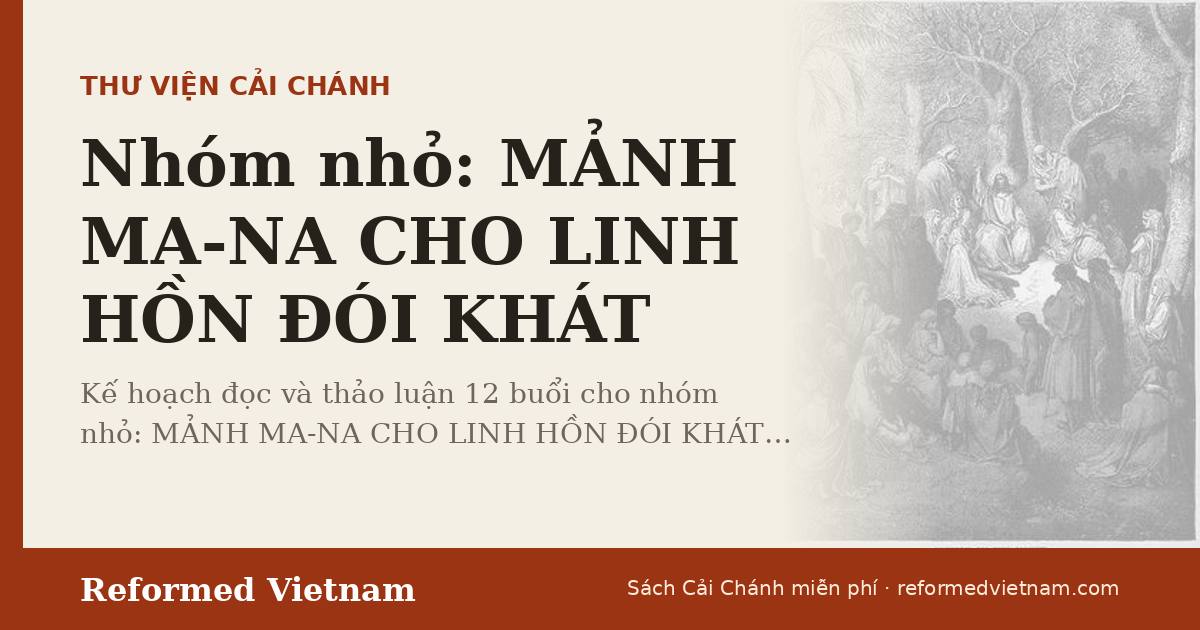 THƯ VIỆN CẢI CHÁNH
Nhóm nhỏ: MẢNH
MA-NA CHO LINH
HỒN ĐÓI KHÁT
Kế hoạch đọc và thảo luận 12 buổi cho nhóm
nhỏ: MẢNH MA-NA CHO LINH HỒN ĐÓI KHÁT...
Reformed Vietnam
Sách Cải Chánh miễn phí · reformedvietnam.com